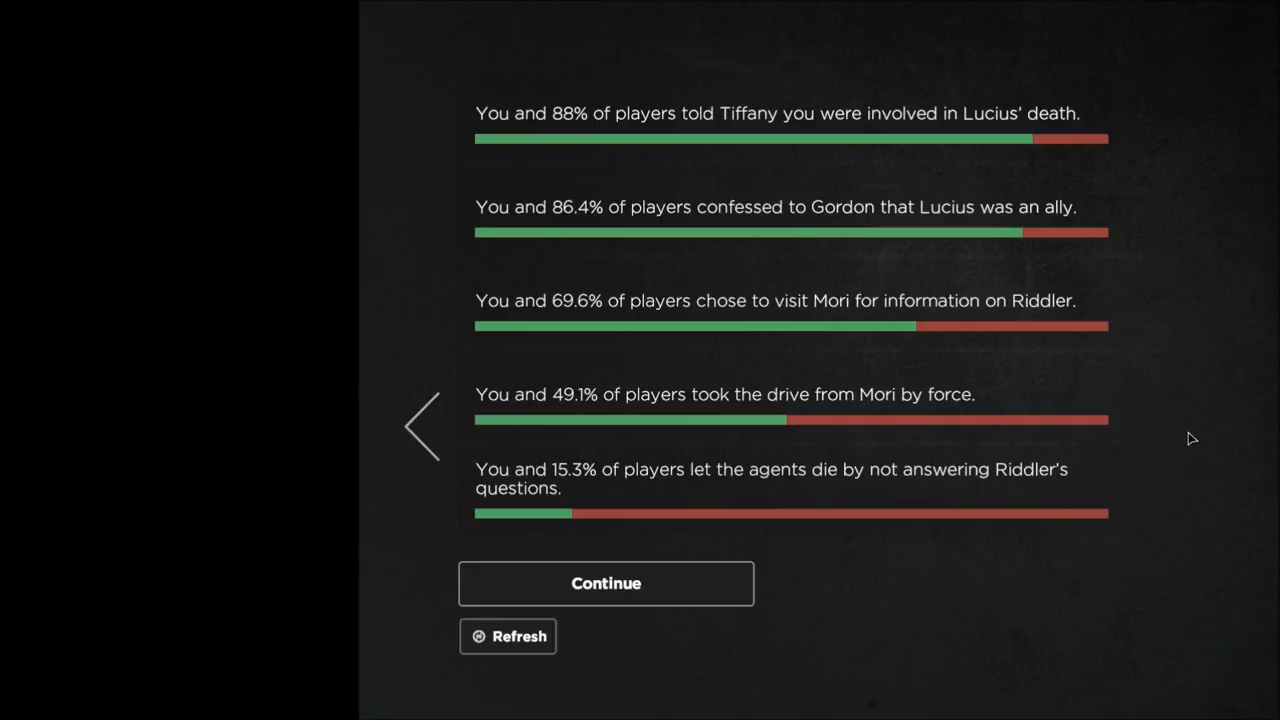 You and 88% of players told Tiffany you were involved in Lucius’ death.
You and 86.4% of players confessed to Gordon that Lucius was an ally.
You and 69.6% of players chose to visit Mori for information on Riddler.
You and 49.1% of players took the drive from Mori by force.
You and 15.3% of players let the agents die by not answering Riddler’s
questions.
Continue
Refresh